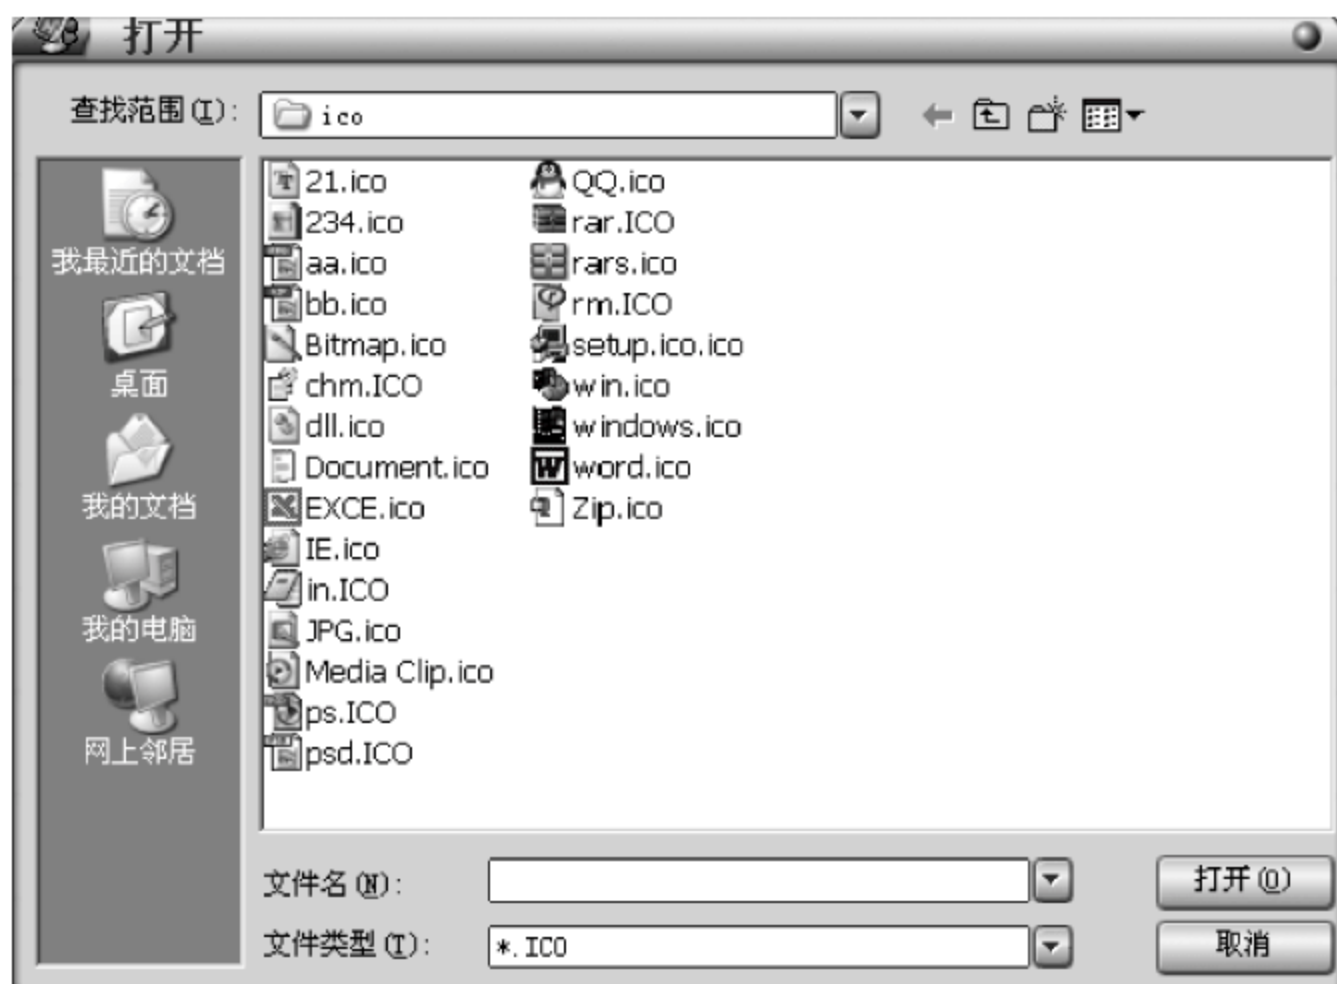 打开
查找范围(I):
ico
我最近的文档
桌面
我的文档
我的电脑
网上邻居
21.ico
234.ico
aa.ico
bb.ico
Bitmap.ico
chm.ICO
dll.ico
Document.ico
EXCE.ico
IE.ico
in.ICO
JPG.ico
Media Clip.ico
ps.ICO
psd.ICO
QQ.ico
rar.ICO
rars.ico
rm.ICO
setup.ico.ico
win.ico
windows.ico
word.ico
Zip.ico
文件名(N):
打开(O)
文件类型(T):
*.ICO
取消